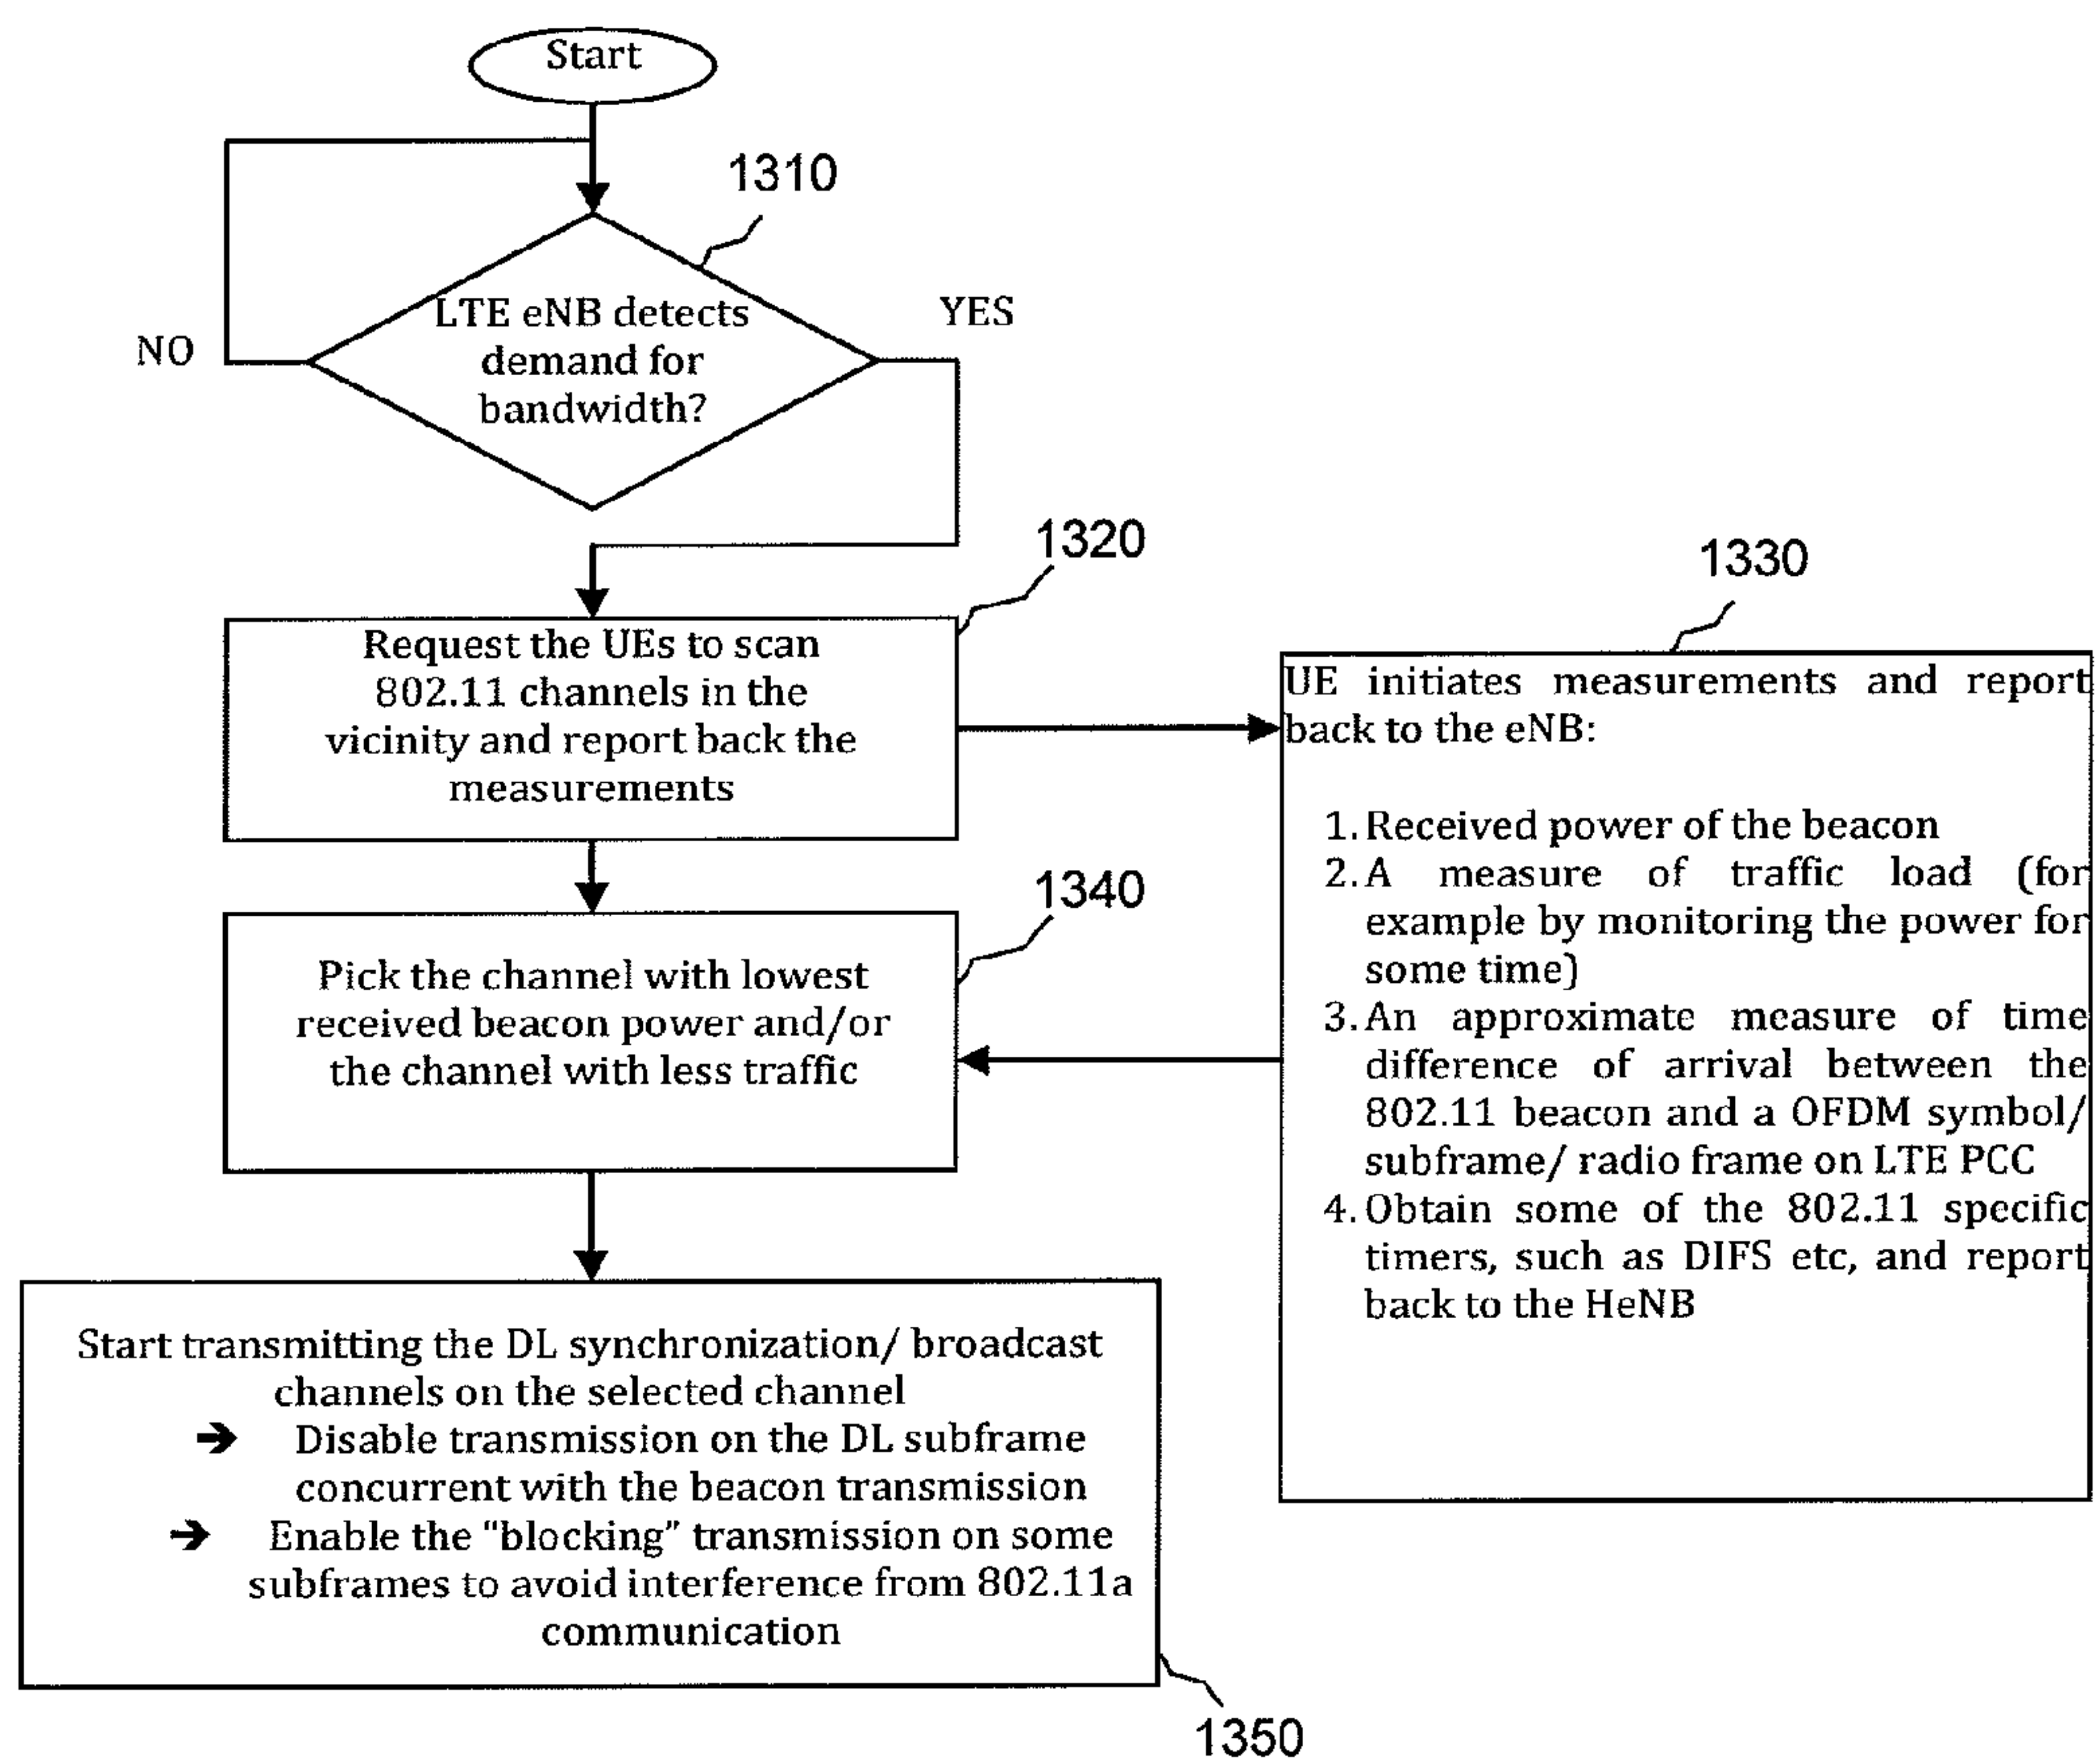 Start
1310
LTE eNB detects
demand for
bandwidth?
NO
YES
1320
Request the UEs to scan
802.11 channels in the
vicinity and report back the
measurements
1330
UE initiates measurements and report
back to the eNB:
1. Received power of the beacon
2. A measure of traffic load (for
example by monitoring the power for
some time)
3. An approximate measure of time
difference of arrival between the
802.11 beacon and a OFDM symbol/
subframe/ radio frame on LTE PCC
4. Obtain some of the 802.11 specific
timers, such as DIFS etc, and report
back to the HeNB
1340
Pick the channel with lowest
received beacon power and/or
the channel with less traffic
Start transmitting the DL synchronization/ broadcast
channels on the selected channel
➔ Disable transmission on the DL subframe
concurrent with the beacon transmission
➔ Enable the “blocking” transmission on some
subframes to avoid interference from 802.11a
communication
1350